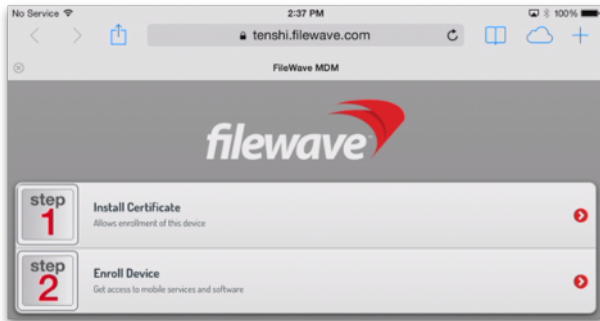 No Service 2:37 PM 100%
tenshi.filewave.com
FileWave MDM
filewave
step 1
Install Certificate
Allows enrollment of this device
step 2
Enroll Device
Get access to mobile services and software